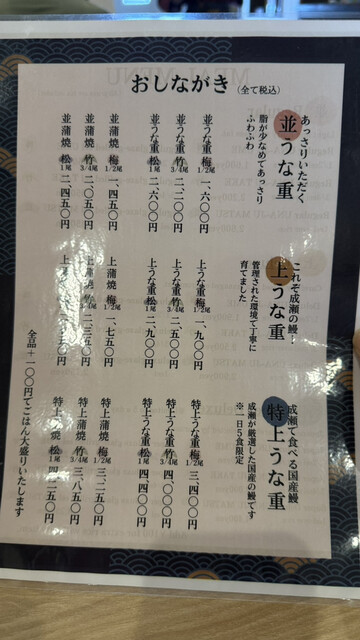 おしながき（全て税込）
あっさりいただく
並うな重
脂が少なめであっさり
ふわふわ
並うな重 梅1/2尾 一、六〇〇円
並うな重 竹3/4尾 二、二〇〇円
並うな重 松1尾 二、六〇〇円
並蒲焼 梅1/2尾 一、四五〇円
並蒲焼 竹3/4尾 二、〇五〇円
並蒲焼 松1尾 二、四五〇円
これぞ成瀬の鰻！
上うな重
管理された環境で丁寧に
育てました
上うな重 梅1/2尾 一、九〇〇円
上うな重 竹3/4尾 二、五〇〇円
上うな重 松1尾 二、九〇〇円
上蒲焼 梅1/2尾 一、七五〇円
上蒲焼 竹3/4尾 二、三五〇円
上 五〇円
成瀬で食べる国産鰻
特上うな重
成瀬が厳選した国産の鰻です
※一日５食限定
特上うな重 梅1/2尾 三、四〇〇円
特上うな重 竹3/4尾 四、〇〇〇円
特上うな重 松1尾 四、四〇〇円
特上蒲焼 梅1/2尾 三、二五〇円
特上蒲焼 竹3/4尾 三、八五〇円
特上蒲焼 松1尾 四、二五〇円
全品＋一〇〇円でごはん大盛りいたします